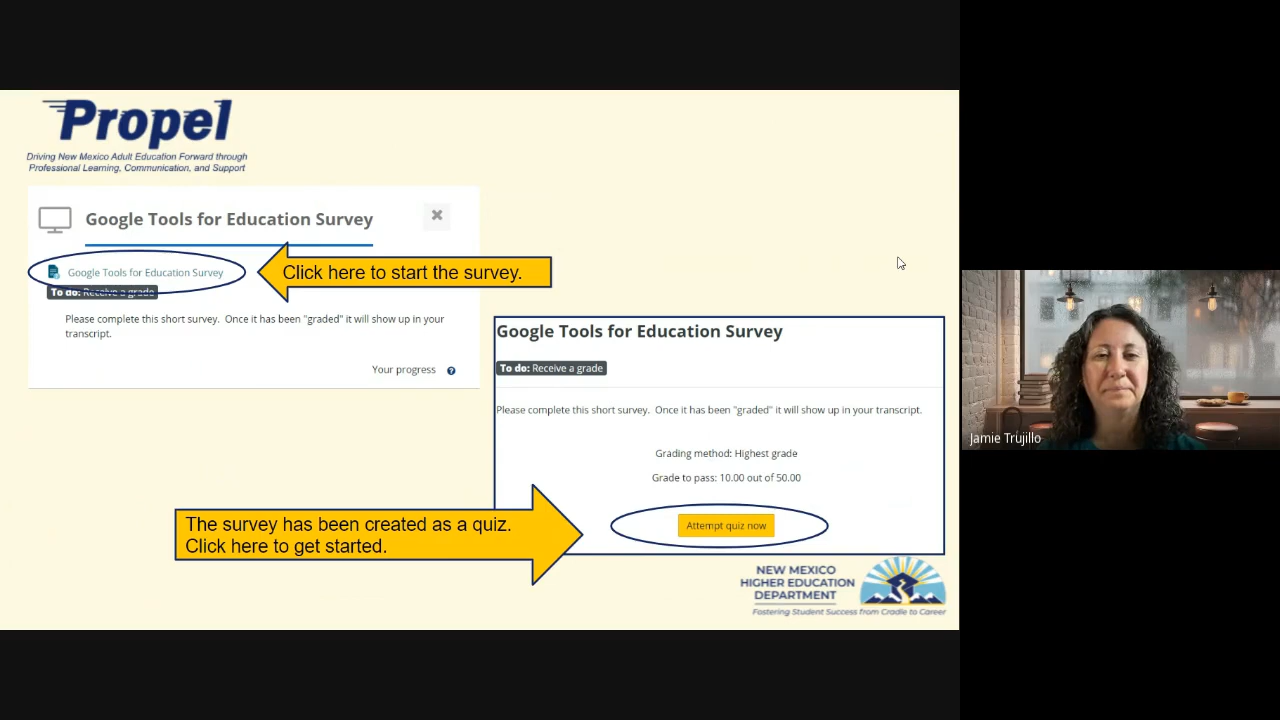 Propel
Driving New Mexico Adult Education Forward through
Professional Learning, Communication, and Support
Google Tools for Education Survey
Google Tools for Education Survey
To do: Receive a grade
Please complete this short survey. Once it has been "graded" it will show up in your
transcript.
Your progress
Click here to start the survey.
Google Tools for Education Survey
To do: Receive a grade
Please complete this short survey. Once it has been "graded" it will show up in your transcript.
Grading method: Highest grade
Grade to pass: 10.00 out of 50.00
Attempt quiz now
The survey has been created as a quiz.
Click here to get started.
NEW MEXICO
HIGHER EDUCATION
DEPARTMENT
Fostering Student Success from Cradle to Career
Jamie Trujillo